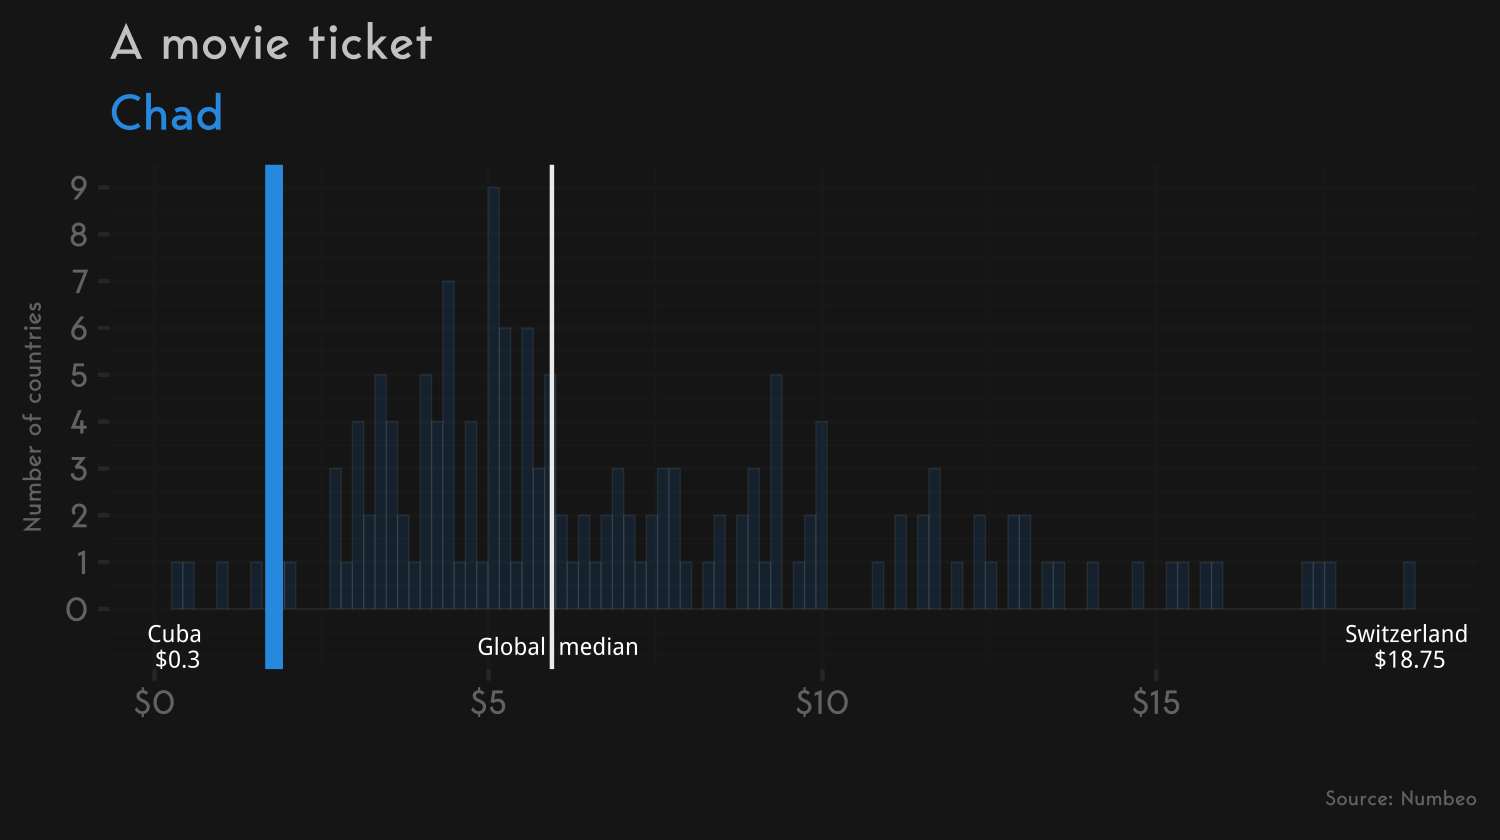 A movie ticket
Chad
Number of countries
9
8
7
6
5
4
3
2
1
0
Cuba
$0.3
Global median
Switzerland
$18.75
$0 $5 $10 $15
Source: Numbeo